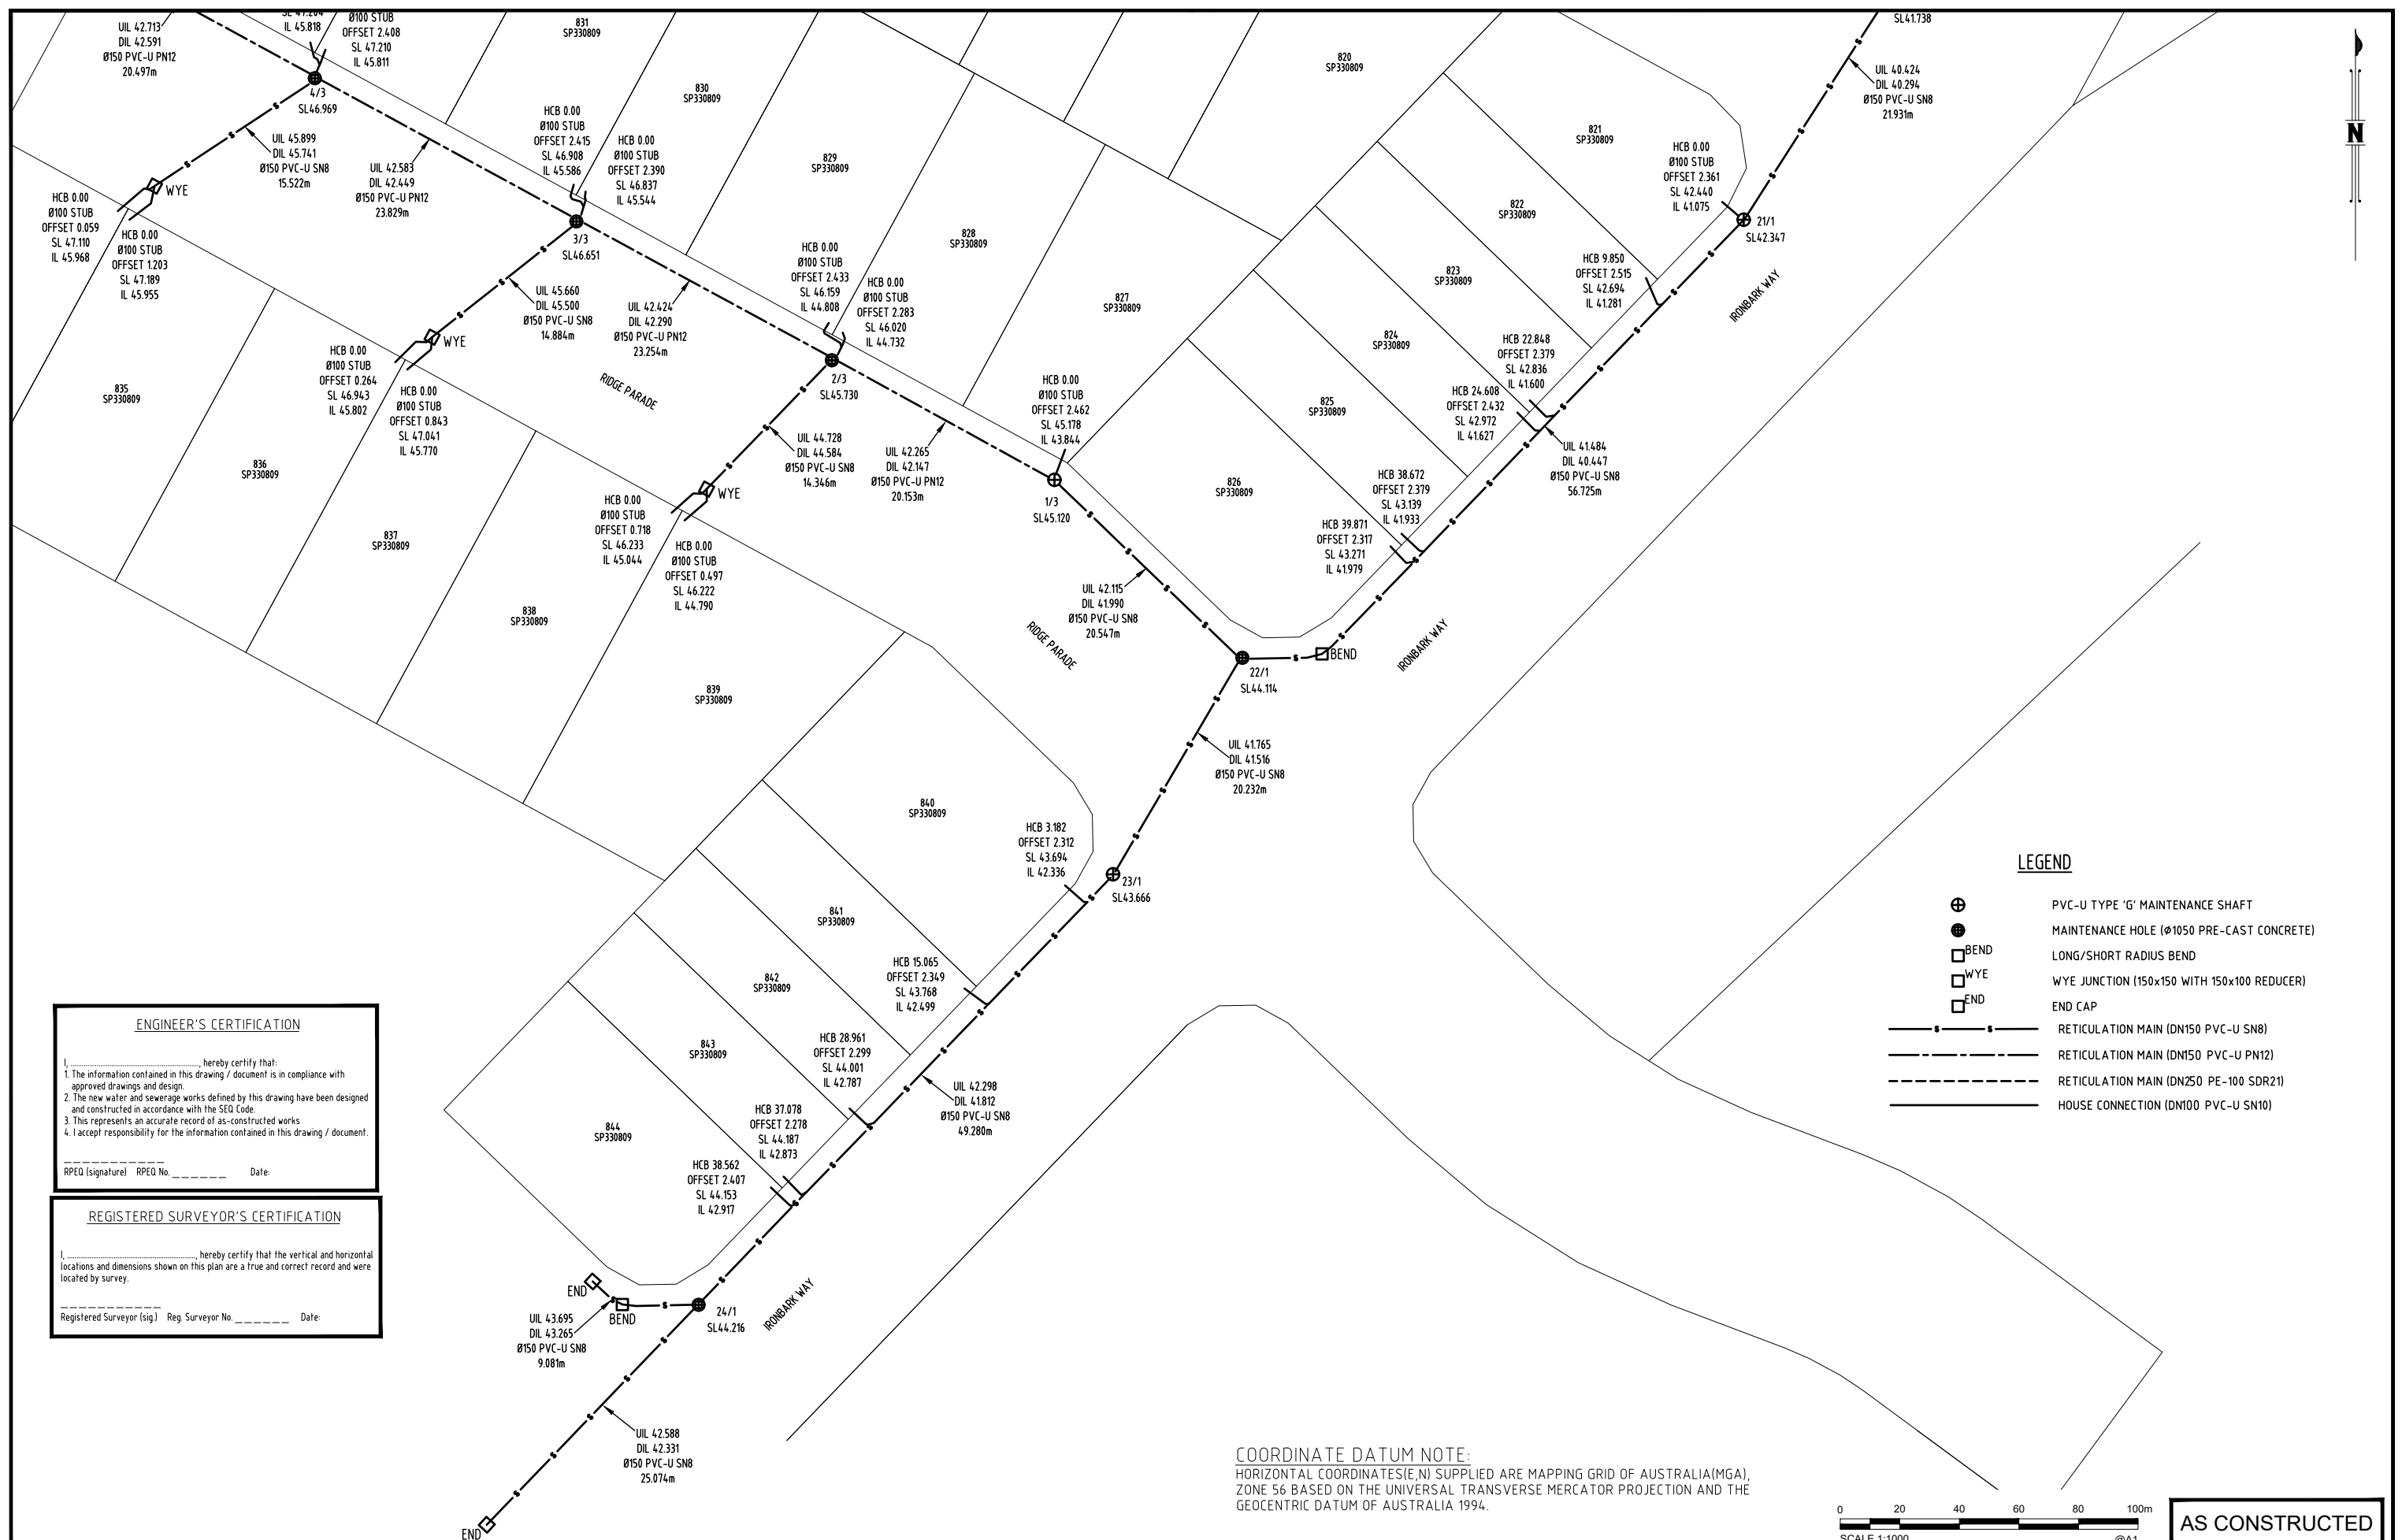 UIL 42.713
DIL 42.591
Ø150 PVC-U PN12
20.497m
IL 45.818
Ø100 STUB
OFFSET 2.408
SL 47.210
IL 45.811
4/3
SL46.969
831
SP330809
830
SP330809
820
SP330809
SL41.738
UIL 40.424
DIL 40.294
Ø150 PVC-U SN8
21.931m
N
UIL 45.899
DIL 45.741
Ø150 PVC-U SN8
15.522m
UIL 42.583
DIL 42.449
Ø150 PVC-U PN12
23.829m
HCB 0.00
Ø100 STUB
OFFSET 2.415
SL 46.908
IL 45.586
HCB 0.00
Ø100 STUB
OFFSET 2.390
SL 46.837
IL 45.544
3/3
SL46.651
829
SP330809
821
SP330809
HCB 0.00
Ø100 STUB
OFFSET 2.361
SL 42.440
IL 41.075
21/1
SL42.347
WYE
HCB 0.00
Ø100 STUB
OFFSET 0.059
SL 47.110
IL 45.968
HCB 0.00
Ø100 STUB
OFFSET 1.203
SL 47.189
IL 45.955
828
SP330809
822
SP330809
HCB 0.00
Ø100 STUB
OFFSET 2.433
SL 46.159
IL 44.808
HCB 0.00
Ø100 STUB
OFFSET 2.283
SL 46.020
IL 44.732
2/3
SL45.730
827
SP330809
823
SP330809
HCB 9.850
OFFSET 2.515
SL 42.694
IL 41.281
IRONBARK WAY
UIL 45.660
DIL 45.500
Ø150 PVC-U SN8
14.884m
UIL 42.424
DIL 42.290
Ø150 PVC-U PN12
23.254m
WYE
HCB 0.00
Ø100 STUB
OFFSET 0.264
SL 46.943
IL 45.802
HCB 0.00
Ø100 STUB
OFFSET 0.843
SL 47.041
IL 45.770
RIDGE PARADE
824
SP330809
HCB 22.848
OFFSET 2.379
SL 42.836
IL 41.600
HCB 24.608
OFFSET 2.432
SL 42.972
IL 41.627
835
SP330809
HCB 0.00
Ø100 STUB
OFFSET 2.462
SL 45.178
IL 43.844
1/3
SL45.120
825
SP330809
UIL 44.728
DIL 44.584
Ø150 PVC-U SN8
14.346m
UIL 42.265
DIL 42.147
Ø150 PVC-U PN12
20.153m
UIL 41.484
DIL 40.447
Ø150 PVC-U SN8
56.725m
836
SP330809
826
SP330809
HCB 38.672
OFFSET 2.379
SL 43.139
IL 41.933
HCB 39.871
OFFSET 2.317
SL 43.271
IL 41.979
WYE
HCB 0.00
Ø100 STUB
OFFSET 0.718
SL 46.233
IL 45.044
HCB 0.00
Ø100 STUB
OFFSET 0.497
SL 46.222
IL 44.790
837
SP330809
838
SP330809
UIL 42.115
DIL 41.990
Ø150 PVC-U SN8
20.547m
RIDGE PARADE
BEND
IRONBARK WAY
22/1
SL44.114
839
SP330809
UIL 41.765
DIL 41.516
Ø150 PVC-U SN8
20.232m
840
SP330809
HCB 3.182
OFFSET 2.312
SL 43.694
IL 42.336
23/1
SL43.666
841
SP330809
HCB 15.065
OFFSET 2.349
SL 43.768
IL 42.499
842
SP330809
HCB 28.961
OFFSET 2.299
SL 44.001
IL 42.787
843
SP330809
UIL 42.298
DIL 41.812
Ø150 PVC-U SN8
49.280m
HCB 37.078
OFFSET 2.278
SL 44.187
IL 42.873
844
SP330809
HCB 38.562
OFFSET 2.407
SL 44.153
IL 42.917
END
BEND
24/1
SL44.216
IRONBARK WAY
UIL 43.695
DIL 43.265
Ø150 PVC-U SN8
9.081m
UIL 42.588
DIL 42.331
Ø150 PVC-U SN8
25.074m
END
LEGEND
PVC-U TYPE 'G' MAINTENANCE SHAFT
MAINTENANCE HOLE (Ø1050 PRE-CAST CONCRETE)
BEND LONG/SHORT RADIUS BEND
WYE WYE JUNCTION (150x150 WITH 150x100 REDUCER)
END END CAP
S S RETICULATION MAIN (DN150 PVC-U SN8)
RETICULATION MAIN (DN150 PVC-U PN12)
RETICULATION MAIN (DN250 PE-100 SDR21)
HOUSE CONNECTION (DN100 PVC-U SN10)
ENGINEER'S CERTIFICATION
I, ......................................................, hereby certify that:
1. The information contained in this drawing / document is in compliance with
approved drawings and design.
2. The new water and sewerage works defined by this drawing have been designed
and constructed in accordance with the SEQ Code.
3. This represents an accurate record of as-constructed works
4. I accept responsibility for the information contained in this drawing / document.
RPEQ (signature) RPEQ No. ______ Date:
REGISTERED SURVEYOR'S CERTIFICATION
I, ......................................................, hereby certify that the vertical and horizontal
locations and dimensions shown on this plan are a true and correct record and were
located by survey.
Registered Surveyor (sig.) Reg. Surveyor No. ______ Date:
COORDINATE DATUM NOTE:
HORIZONTAL COORDINATES(E,N) SUPPLIED ARE MAPPING GRID OF AUSTRALIA(MGA),
ZONE 56 BASED ON THE UNIVERSAL TRANSVERSE MERCATOR PROJECTION AND THE
GEOCENTRIC DATUM OF AUSTRALIA 1994.
0 20 40 60 80 100m
SCALE 1:1000 @A1
AS CONSTRUCTED